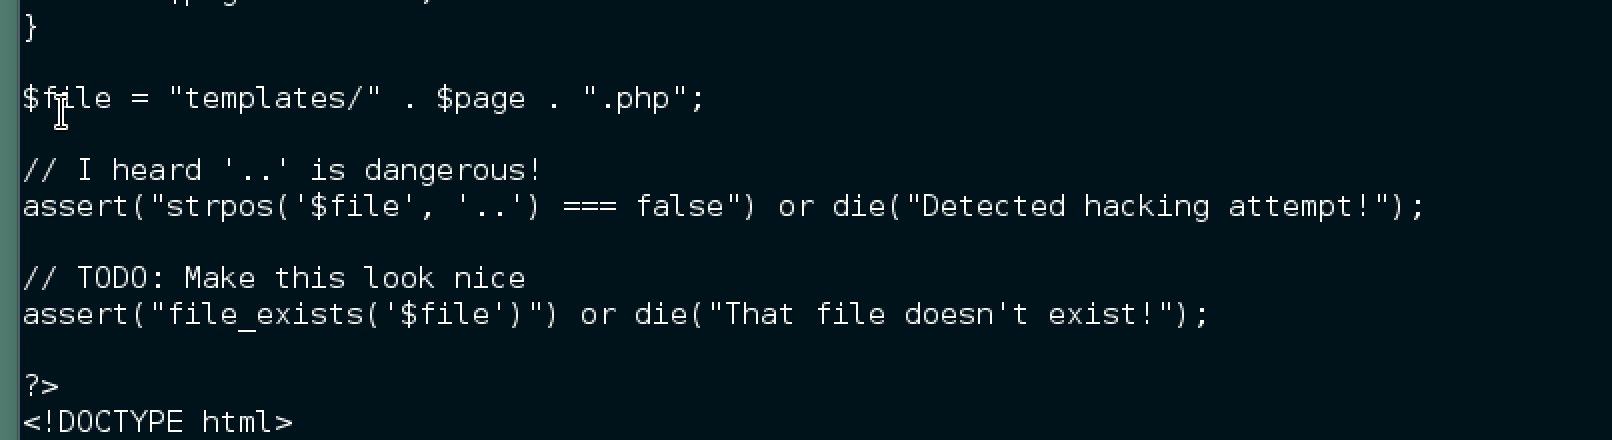 }
$file = "templates/" . $page . ".php";
// I heard '..' is dangerous!
assert("strpos('$file', '..') === false") or die("Detected hacking attempt!");
// TODO: Make this look nice
assert("file_exists('$file')") or die("That file doesn't exist!");
?>
<!DOCTYPE html>